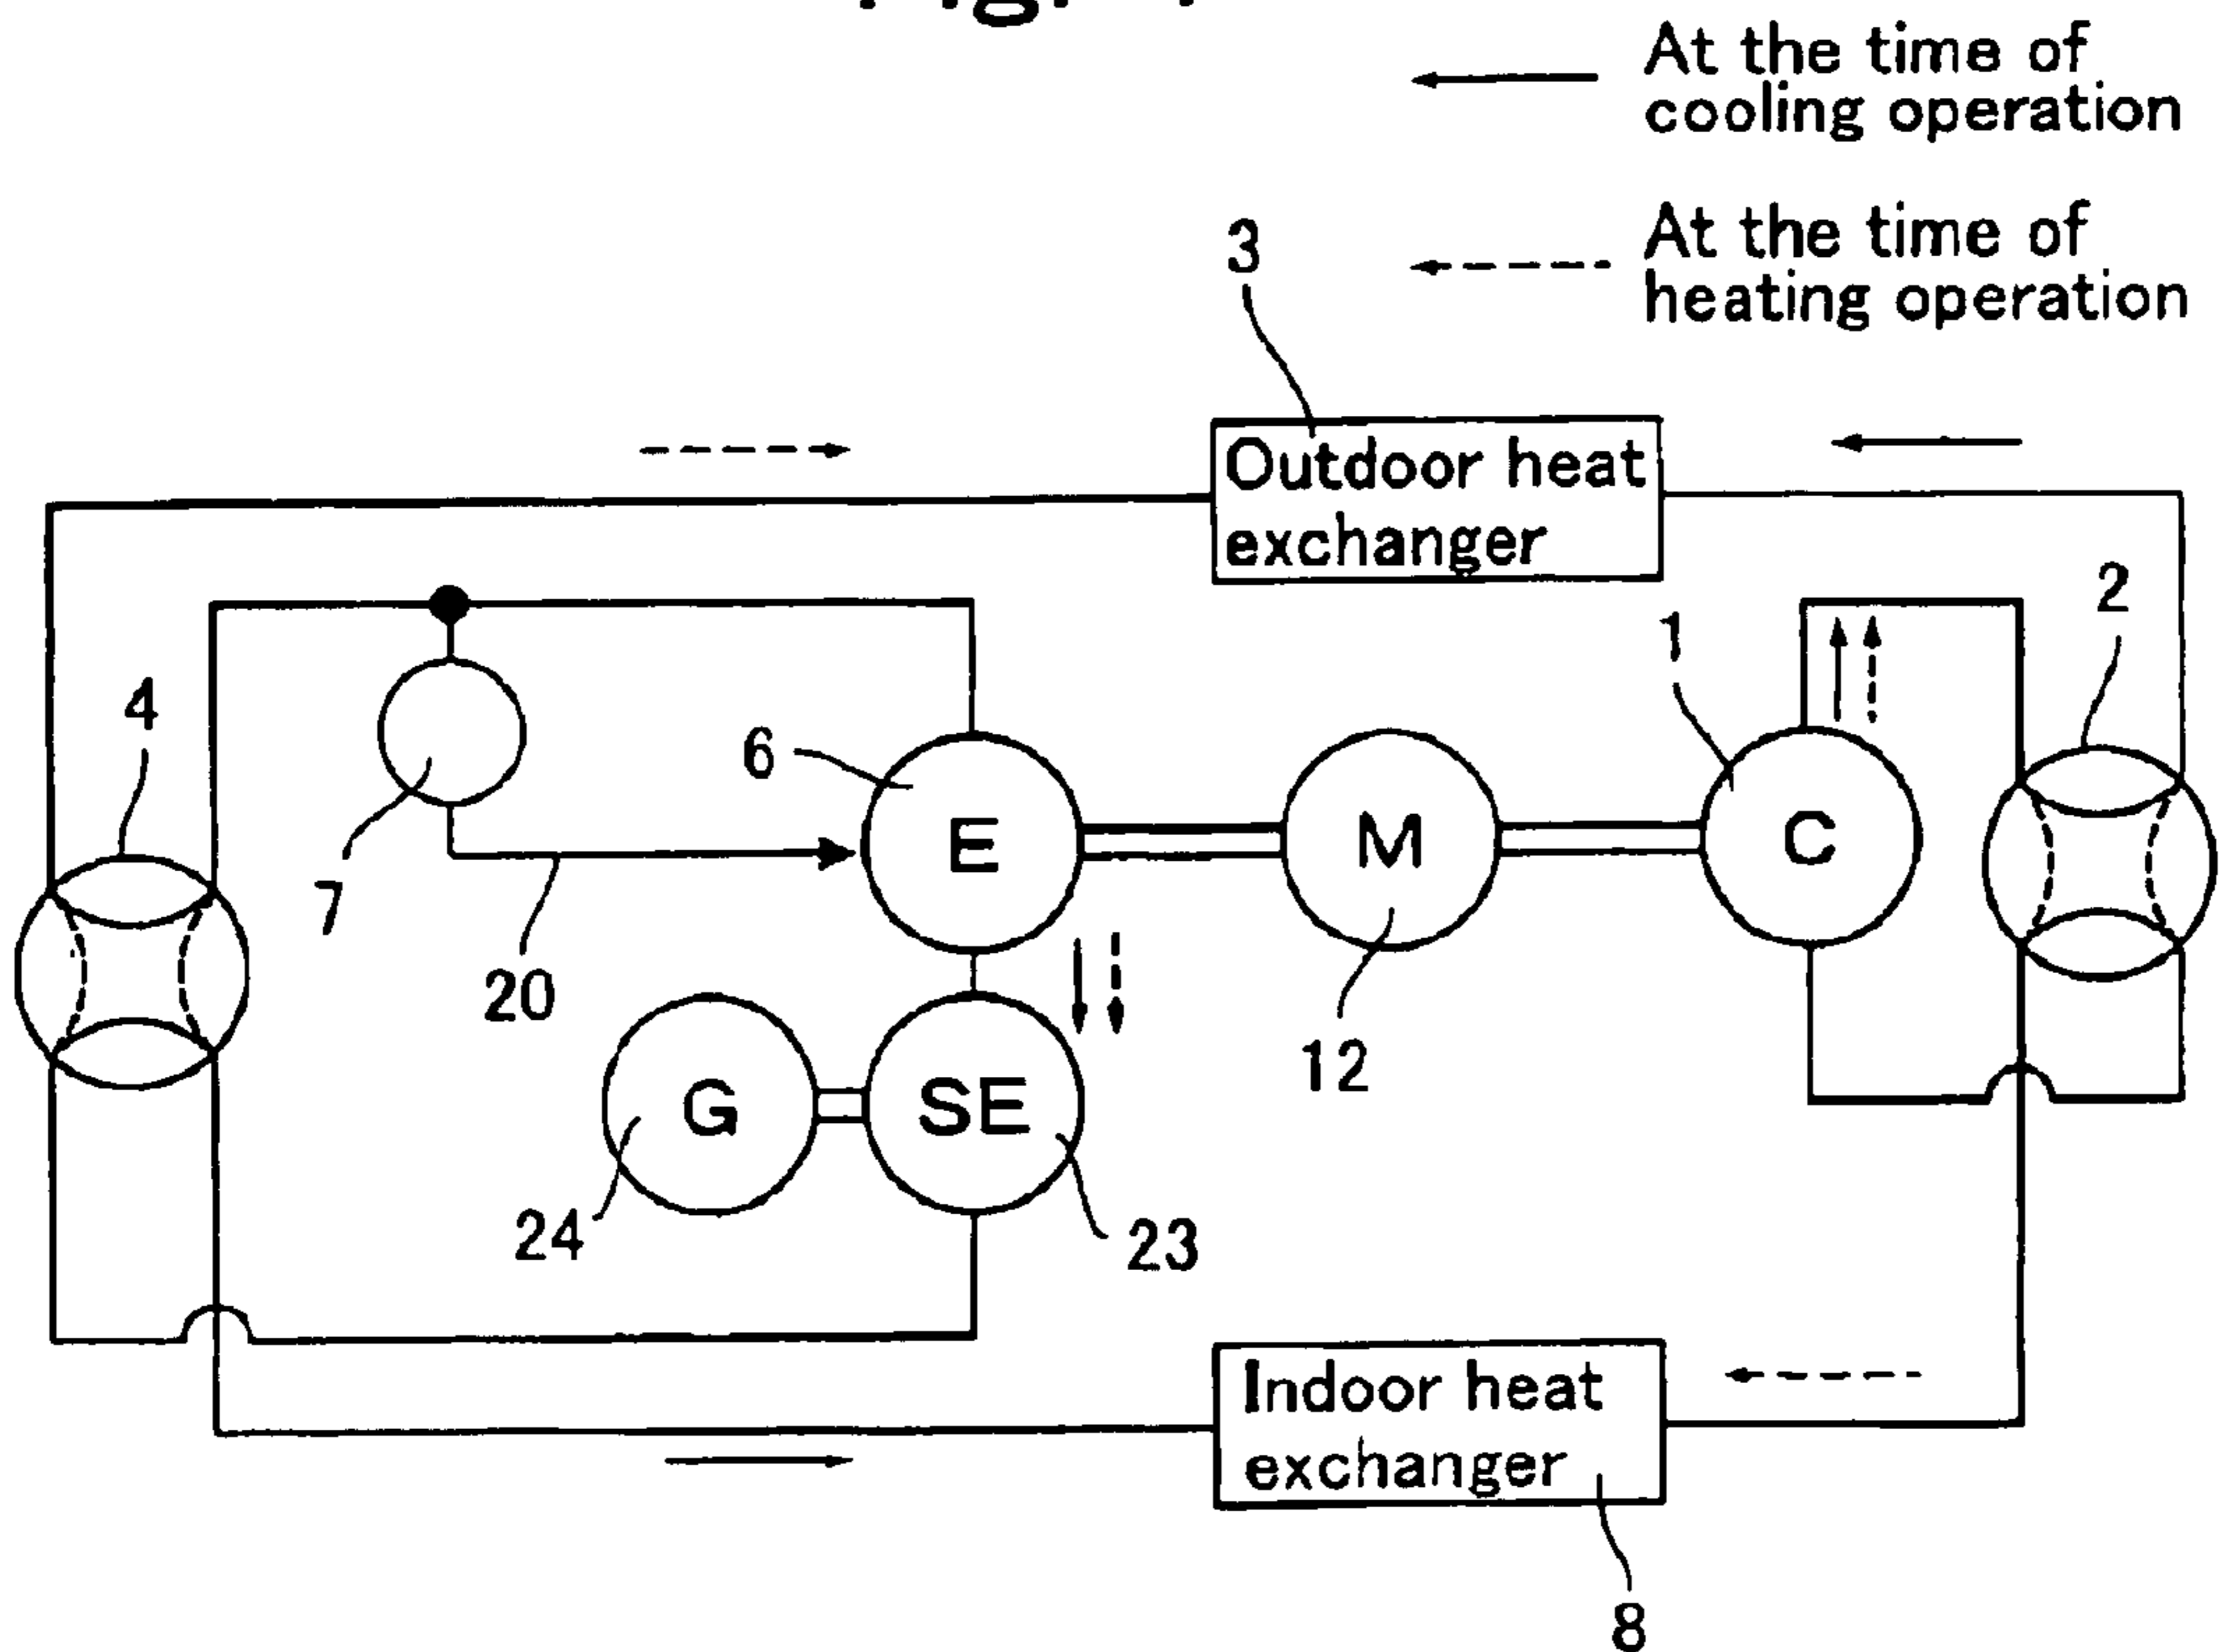 At the time of
cooling operation
At the time of
heating operation
3
Outdoor heat
exchanger
2
1
4
6
E
M
C
7
20
12
G
SE
24
23
Indoor heat
exchanger
8